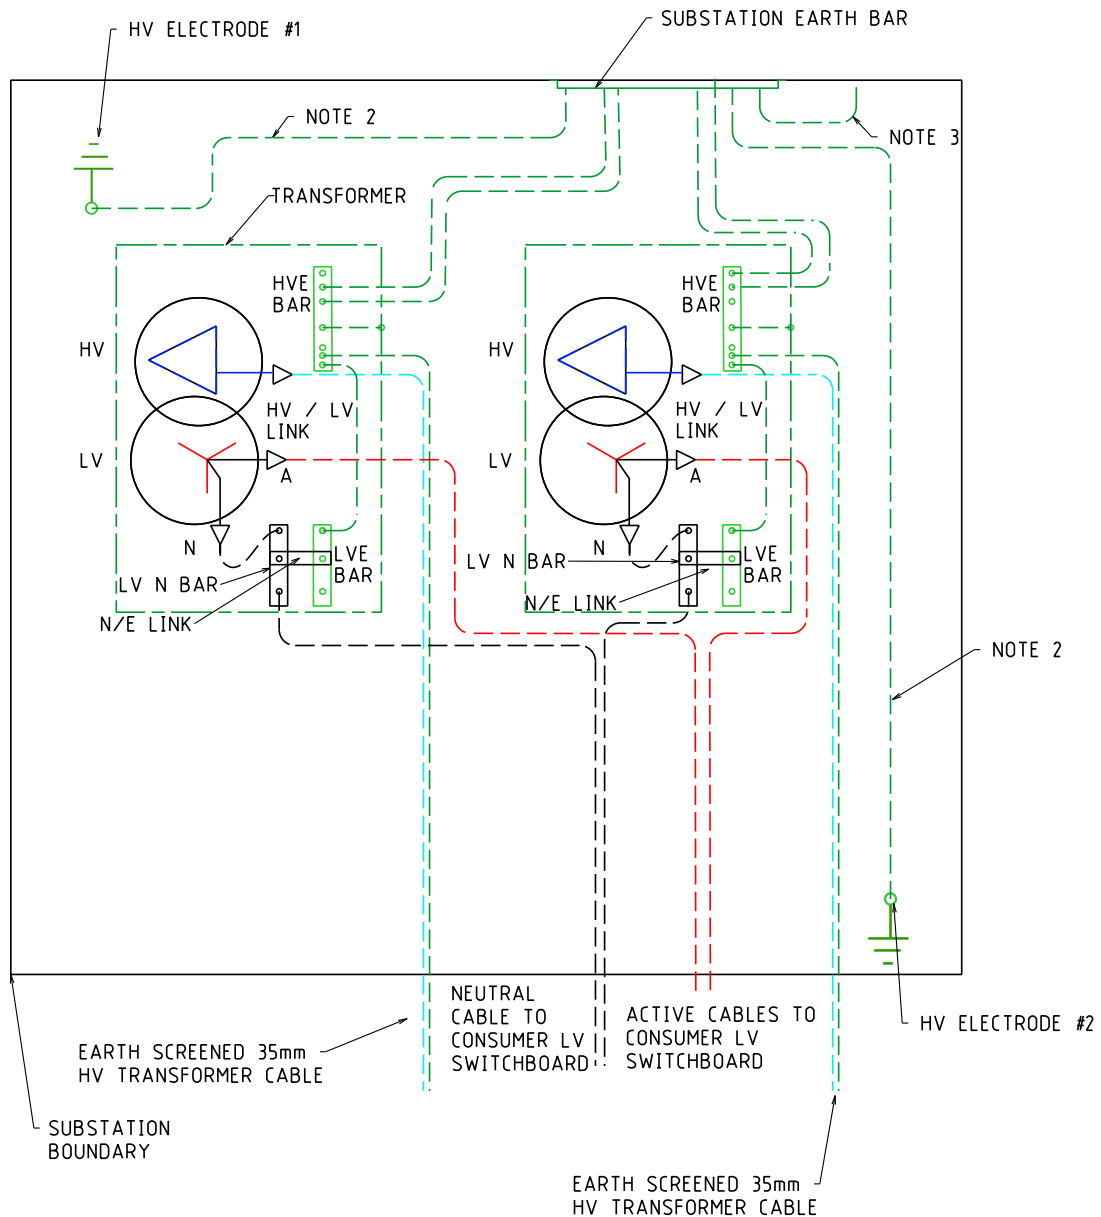 SUBSTATION EARTH BAR
HV ELECTRODE #1
NOTE 2
NOTE 3
TRANSFORMER
HVE
BAR
HV
HV / LV
LINK
LV
A
N
LVE
BAR
LV N BAR
N/E LINK
HVE
BAR
HV
HV / LV
LINK
LV
A
N
LVE
BAR
LV N BAR
N/E LINK
NOTE 2
NEUTRAL
CABLE TO
CONSUMER LV
SWITCHBOARD
ACTIVE CABLES TO
CONSUMER LV
SWITCHBOARD
HV ELECTRODE #2
EARTH SCREENED 35mm
HV TRANSFORMER CABLE
SUBSTATION
BOUNDARY
EARTH SCREENED 35mm
HV TRANSFORMER CABLE